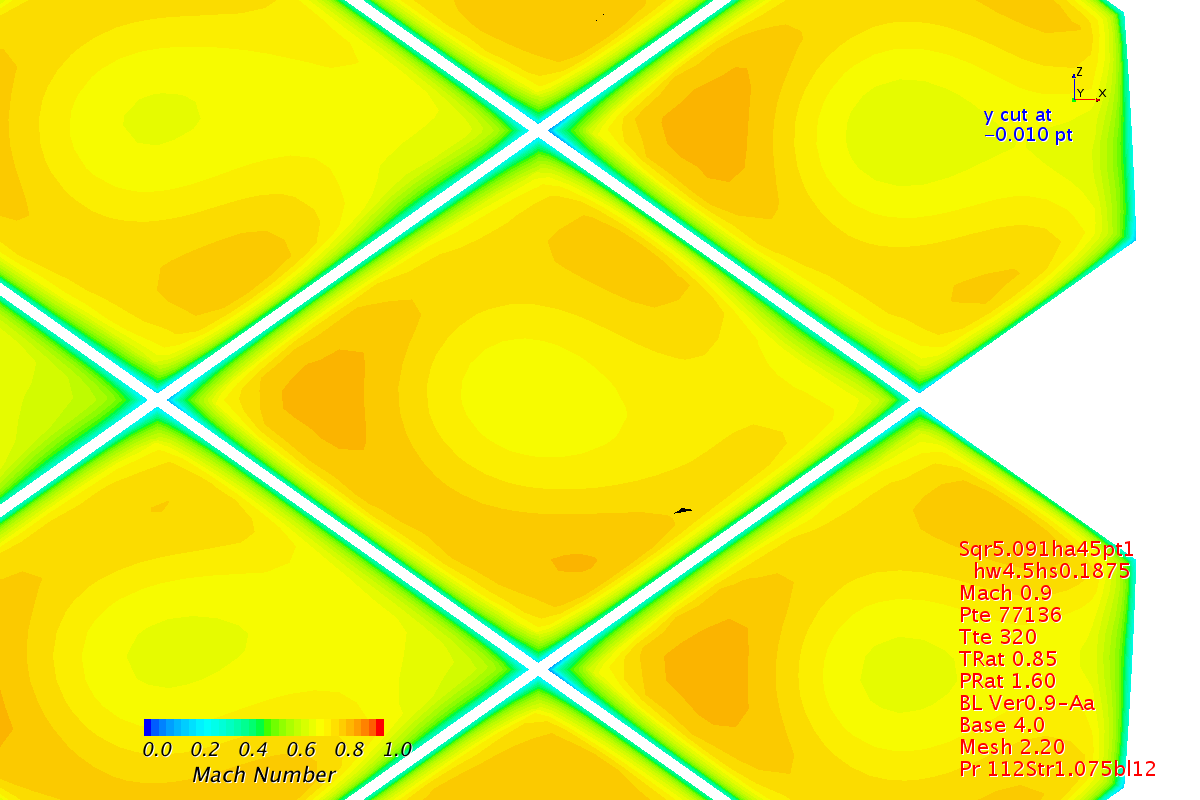 Z
Y X
y cut at
−0.010 pt
Sqr5.091ha45pt1
hw4.5hs0.1875
Mach 0.9
Pte 77136
Tte 320
TRat 0.85
PRat 1.60
BL Ver0.9-Aa
Base 4.0
Mesh 2.20
Pr 112Str1.075bl12
0.0 0.2 0.4 0.6 0.8 1.0
Mach Number